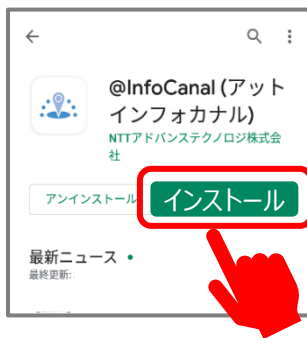 @InfoCanal (アット
インフォカナル)
NTTアドバンステクノロジ株式会
社
アンインストール
インストール
最新ニュース •
最終更新: